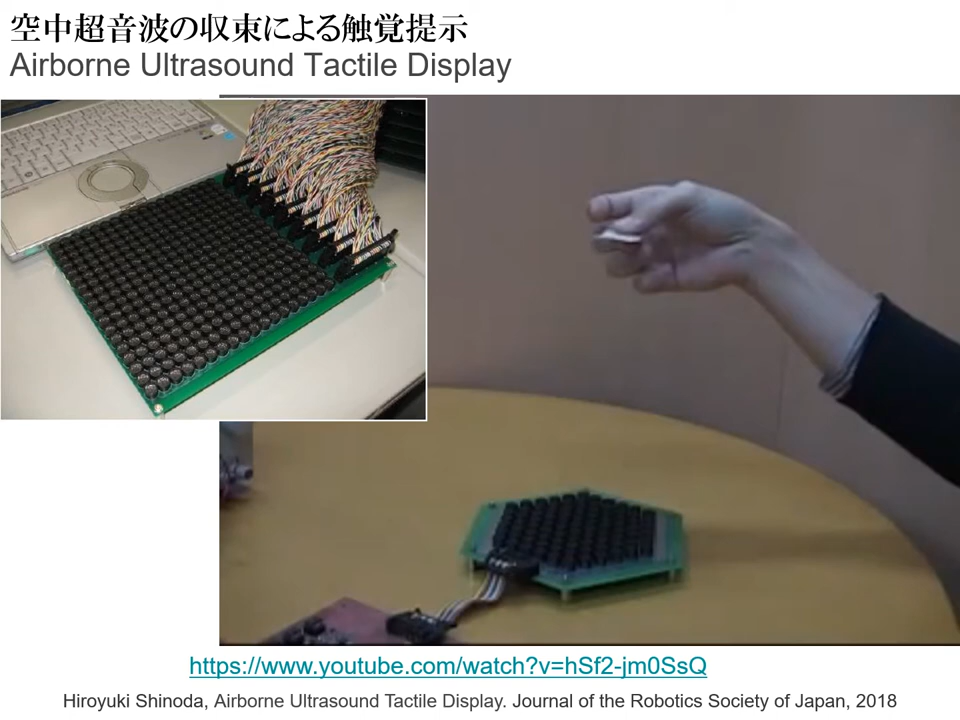 空中超音波の収束による触覚提示
Airborne Ultrasound Tactile Display
https://www.youtube.com/watch?v=hSf2-jm0SsQ
Hiroyuki Shinoda, Airborne Ultrasound Tactile Display. Journal of the Robotics Society of Japan, 2018